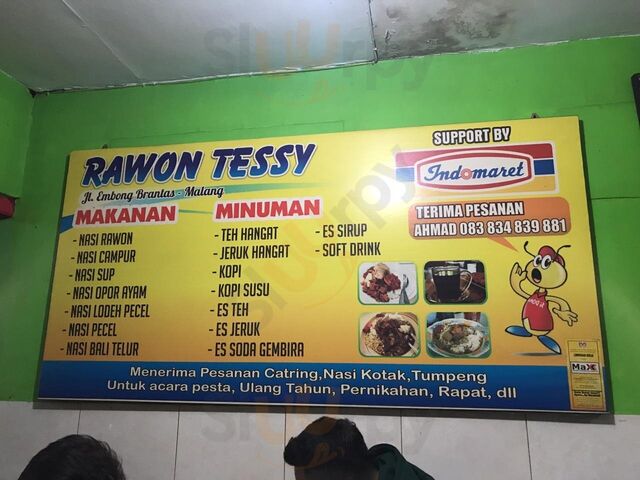 RAWON TESSY
Jl. Embong Brantas - Malang
SUPPORT BY
Indomaret
TERIMA PESANAN
AHMAD 083 834 839 881
MAKANAN
- NASI RAWON
- NASI CAMPUR
- NASI SUP
- NASI OPOR AYAM
- NASI LODEH PECEL
- NASI PECEL
- NASI BALI TELUR
MINUMAN
- TEH HANGAT
- JERUK HANGAT
- KOPI
- KOPI SUSU
- ES TEH
- ES JERUK
- ES SODA GEMBIRA
- ES SIRUP
- SOFT DRINK
Menerima Pesanan Catring,Nasi Kotak,Tumpeng
Untuk acara pesta, Ulang Tahun, Pernikahan, Rapat, dll
MaX
Slurrpy